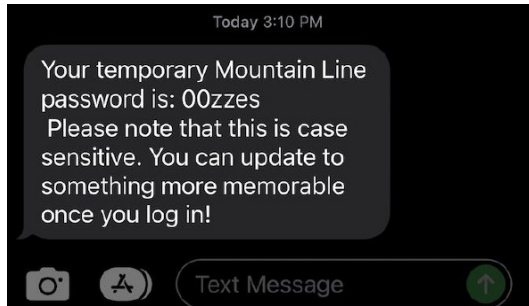 Today 3:10 PM
Your temporary Mountain Line
password is: 00zzes
Please note that this is case
sensitive. You can update to
something more memorable
once you log in!
Text Message